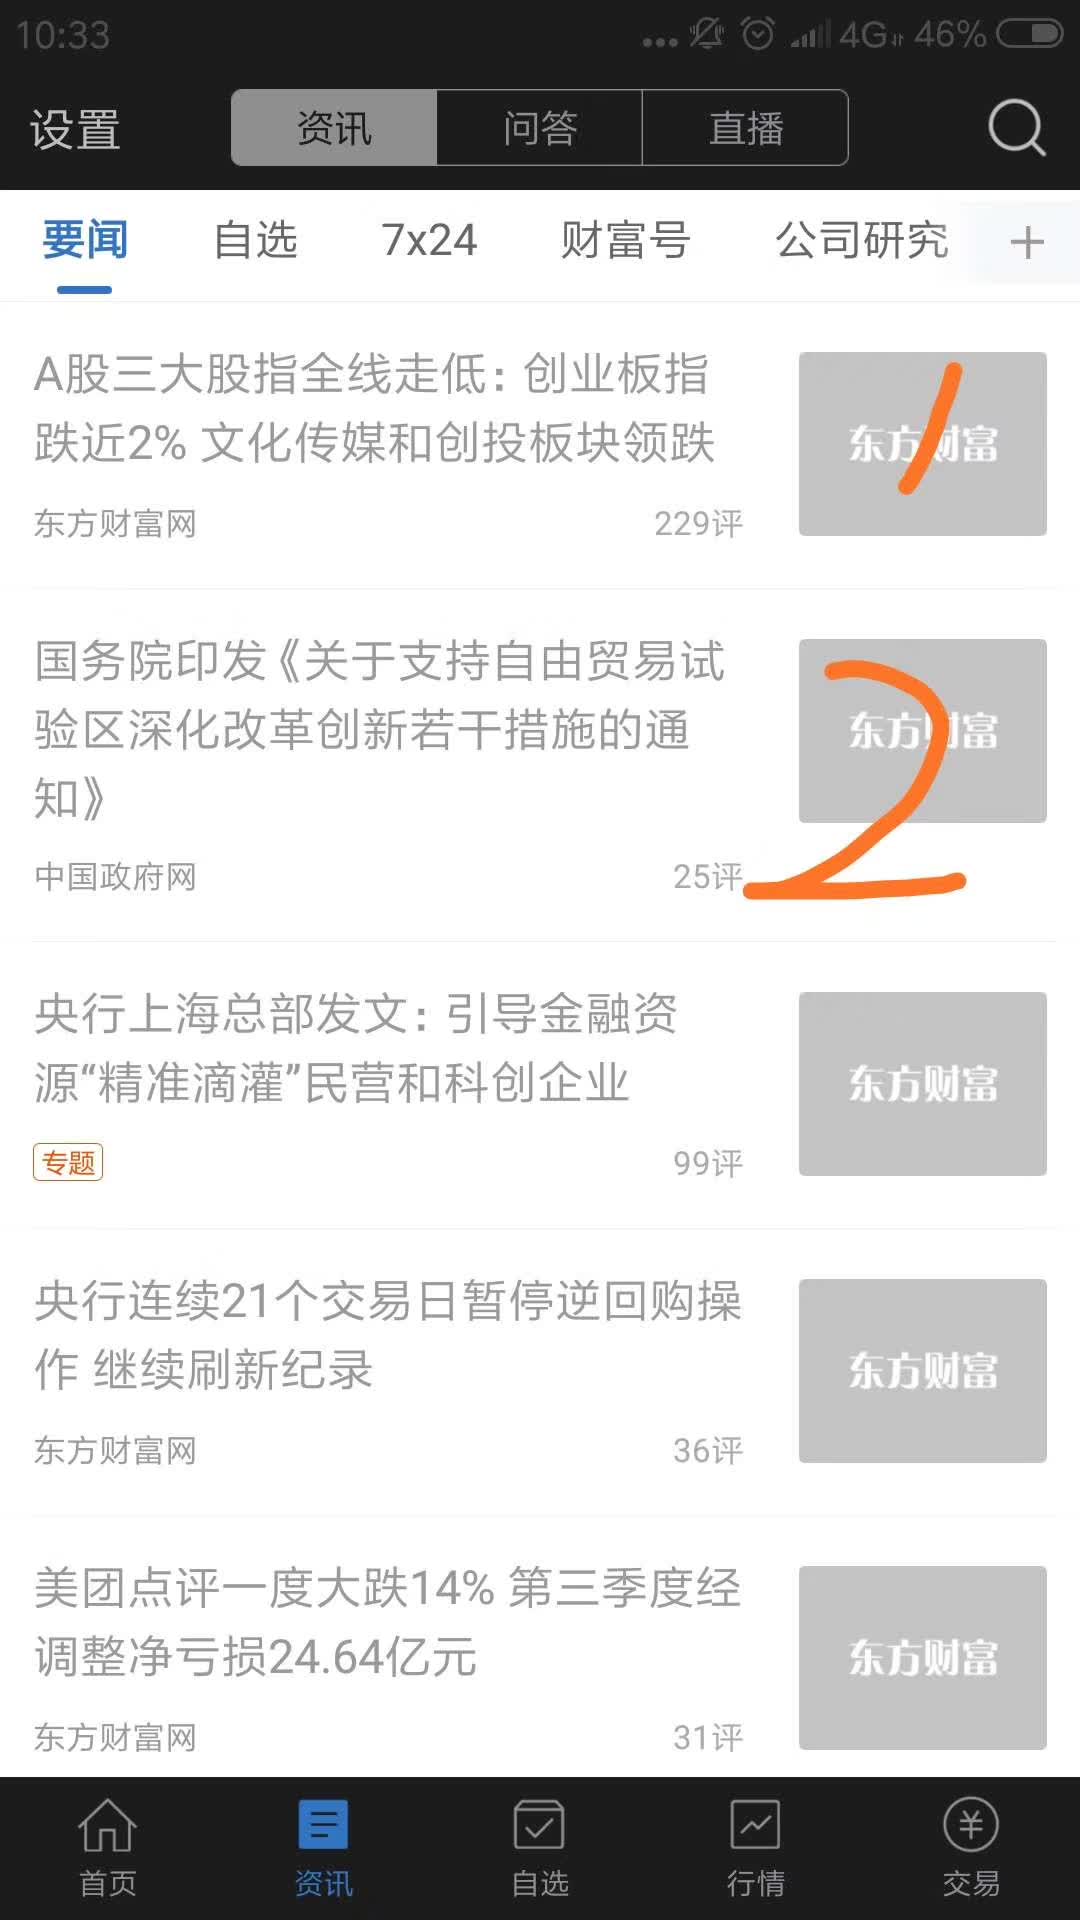 10:33
4G 46%
设置
资讯 问答 直播
要闻 自选 7x24 财富号 公司研究 +
A股三大股指全线走低：创业板指
跌近2% 文化传媒和创投板块领跌
东方财富网 229评
东方财富
1
国务院印发《关于支持自由贸易试
验区深化改革创新若干措施的通
知》
中国政府网 25评
东方财富
2
央行上海总部发文：引导金融资
源“精准滴灌”民营和科创企业
专题 99评
东方财富
央行连续21个交易日暂停逆回购操
作 继续刷新纪录
东方财富网 36评
东方财富
美团点评一度大跌14% 第三季度经
调整净亏损24.64亿元
东方财富网 31评
东方财富
首页 资讯 自选 行情 交易